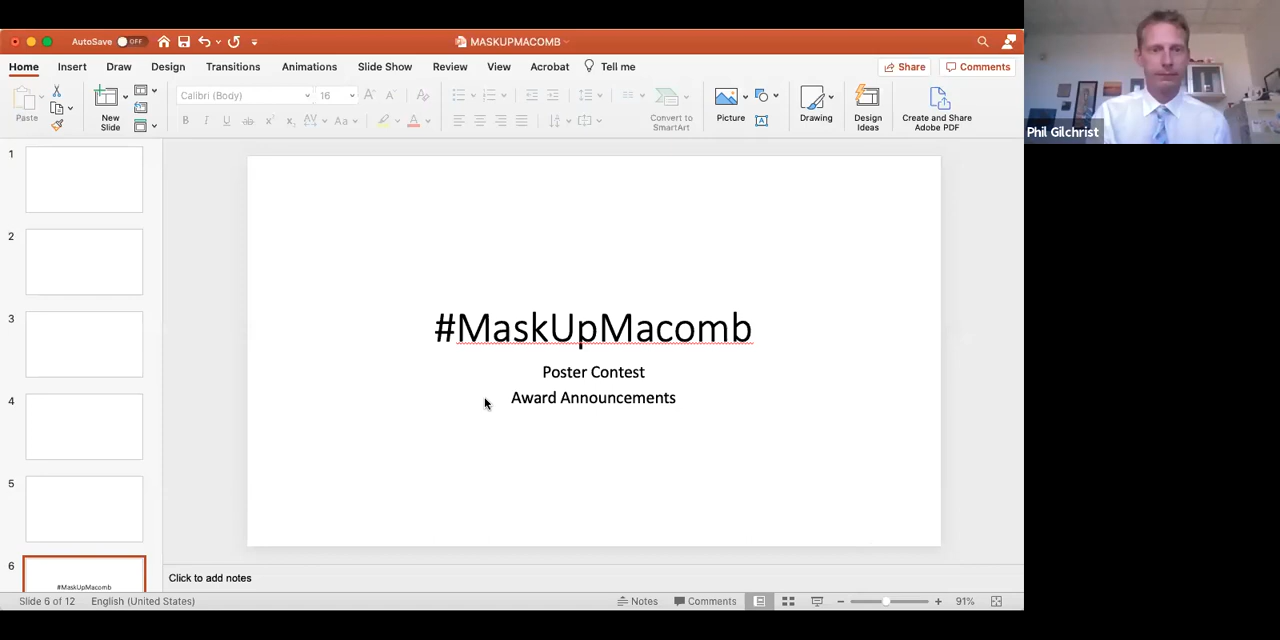 AutoSave OFF
MASKUPMACOMB
Home Insert Draw Design Transitions Animations Slide Show Review View Acrobat Tell me Share Comments
Paste
New Slide
Calibri (Body) 16
Convert to SmartArt
Picture
Drawing
Design Ideas
Create and Share Adobe PDF
Phil Gilchrist
1
2
3
4
5
6
#MaskUpMacomb
#MaskUpMacomb
Poster Contest
Award Announcements
Click to add notes
Slide 6 of 12 English (United States) Notes Comments 91%